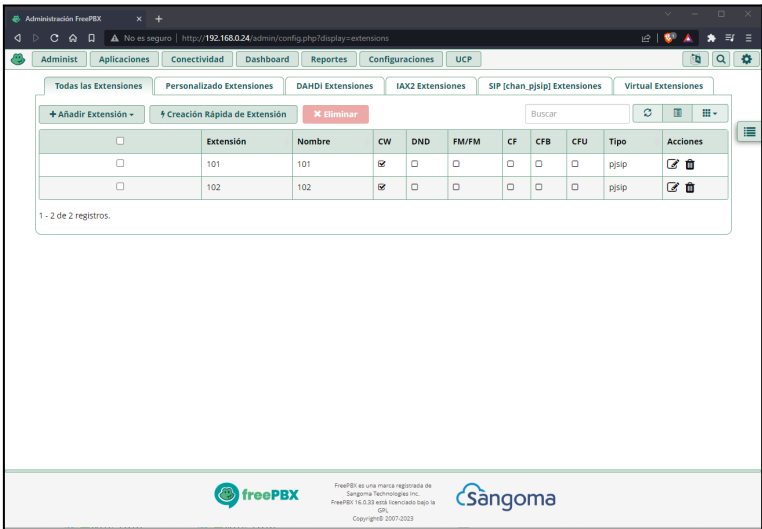 Administración FreePBX
No es seguro | http://192.168.0.24/admin/config.php?display=extensions
Administ Aplicaciones Conectividad Dashboard Reportes Configuraciones UCP
Todas las Extensiones Personalizado Extensiones DAHDi Extensiones IAX2 Extensiones SIP [chan_pjsip] Extensiones Virtual Extensiones
+ Añadir Extensión Creación Rápida de Extensión Eliminar Buscar
Extensión Nombre CW DND FM/FM CF CFB CFU Tipo Acciones
101 101 pjsip
102 102 pjsip
1 - 2 de 2 registros.
freePBX
FreePBX es una marca registrada de
Sangoma Technologies Inc.
FreePBX 16.0.33 está licenciado bajo la
GPL
Copyright© 2007-2023
Sangoma